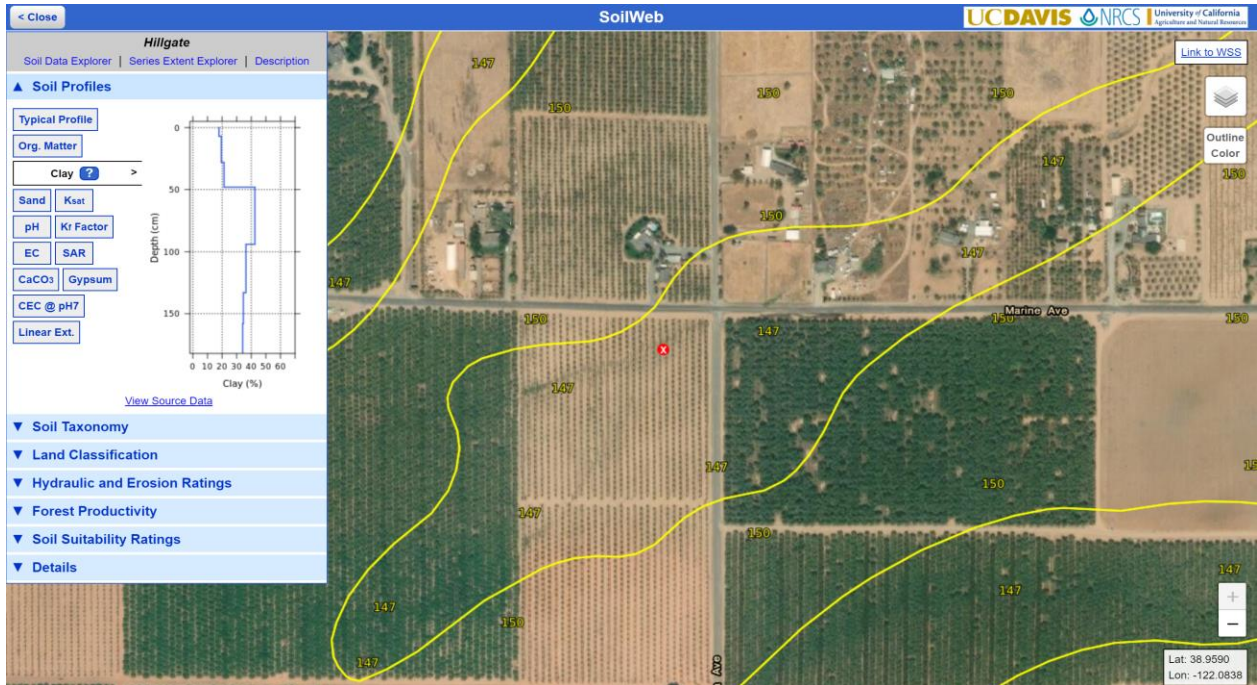 < Close
SoilWeb
UCDAVIS NRCS University of California
Agriculture and Natural Resources
Hillgate
Soil Data Explorer | Series Extent Explorer | Description
▲ Soil Profiles
Typical Profile
Org. Matter
Clay ? >
Sand Ksat
pH Kr Factor
EC SAR
CaCO3 Gypsum
CEC @ pH7
Linear Ext.
0
50
100
150
Depth (cm)
0 10 20 30 40 50 60
Clay (%)
View Source Data
▼ Soil Taxonomy
▼ Land Classification
▼ Hydraulic and Erosion Ratings
▼ Forest Productivity
▼ Soil Suitability Ratings
▼ Details
Link to WSS
Outline
Color
147
150
150
150
147
150
150
147
147
150
Marine Ave
150
150
147
X
147
147
150
147
150
147
147
147
150
147
Ave
+
−
Lat: 38.9590
Lon: -122.0838